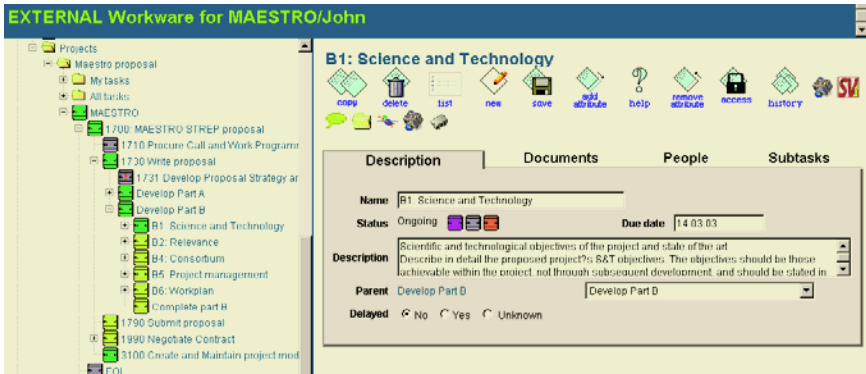 EXTERNAL Workware for MAESTRO/John
Projects
Maestro proposal
My tasks
All tasks
MAESTRO
1700: MAESTRO STREP proposal
1710 Procure Call and Work Programm
1730 Write proposal
1731 Develop Proposal Strategy ar
Develop Part A
Develop Part B
B1: Science and Technology
B2: Relevance
B4: Consortium
B5: Project management
B6: Workplan
Complete part B
1790 Submit proposal
1990 Negotiate Contract
3100 Create and Maintain project mod
EOI
B1: Science and Technology
copy delete list new save add attribute help remove attribute access history
Description Documents People Subtasks
Name B1: Science and Technology
Status Ongoing Due date 14.03.03
Description Scientific and technological objectives of the project and state of the art
Describe in detail the proposed project?s S&T objectives. The objectives should be those
achievable within the project, not through subsequent development, and should be stated in
Parent Develop Part B Develop Part B
Delayed No Yes Unknown